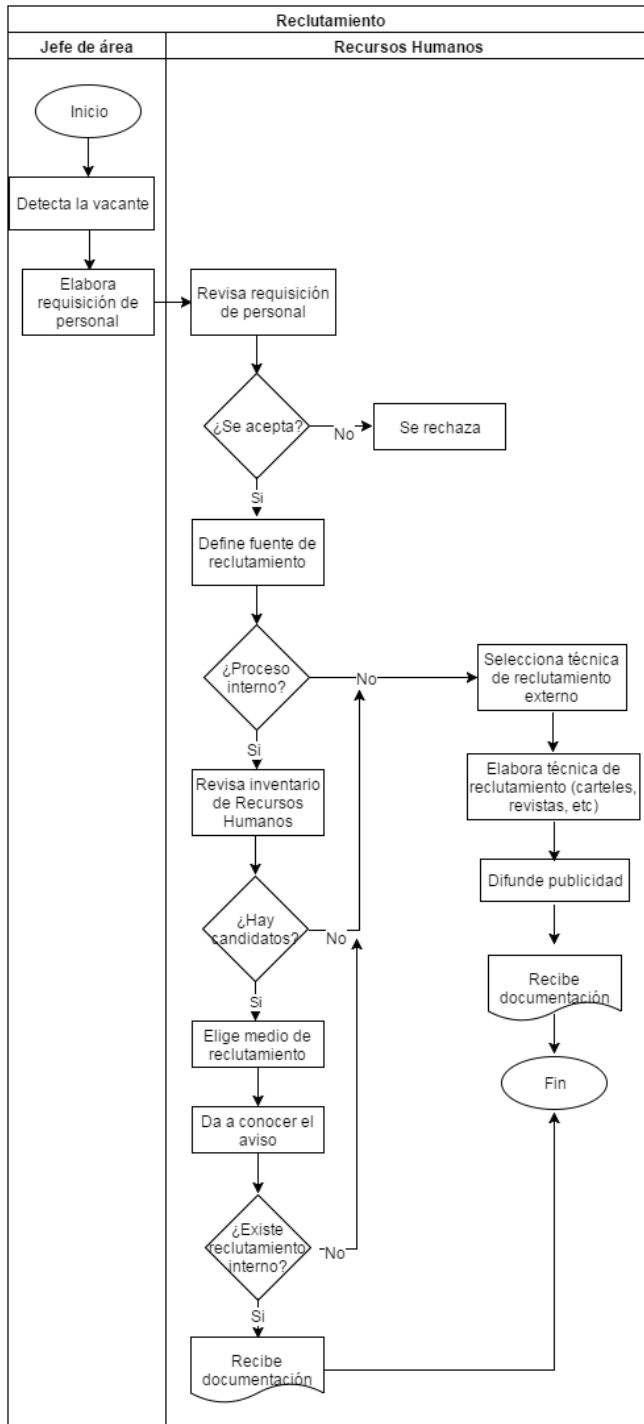 Reclutamiento
Jefe de área
Recursos Humanos
Inicio
Detecta la vacante
Elabora
requisición de
personal
Revisa requisición
de personal
¿Se acepta?
No
Se rechaza
Si
Define fuente de
reclutamiento
¿Proceso
interno?
No
Selecciona técnica
de reclutamiento
externo
Si
Revisa inventario
de Recursos
Humanos
Elabora técnica de
reclutamiento (carteles,
revistas, etc)
Difunde publicidad
¿Hay
candidatos?
No
Recibe
documentación
Si
Elige medio de
reclutamiento
Fin
Da a conocer el
aviso
¿Existe
reclutamiento
interno?
No
Si
Recibe
documentación